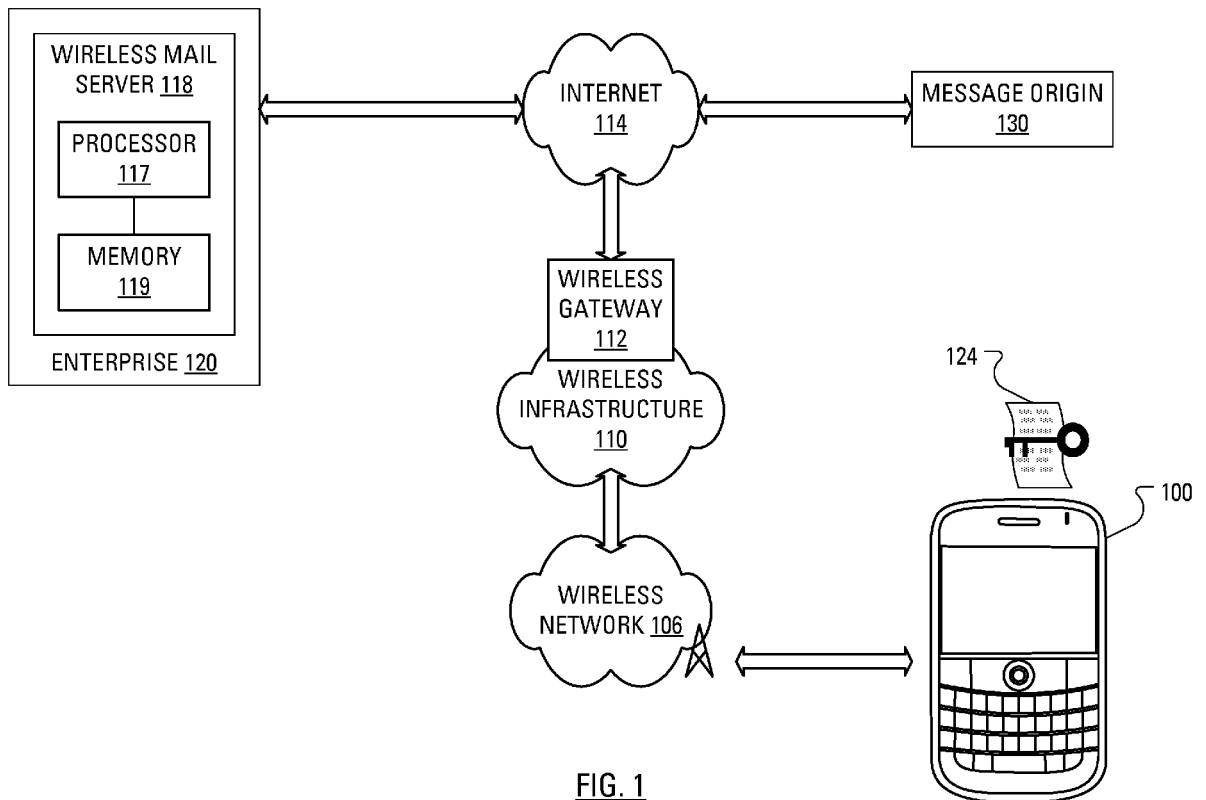 WIRELESS MAIL
SERVER 118
PROCESSOR
117
MEMORY
119
ENTERPRISE 120
INTERNET
114
MESSAGE ORIGIN
130
WIRELESS
GATEWAY
112
WIRELESS
INFRASTRUCTURE
110
WIRELESS
NETWORK 106
124
100
FIG. 1